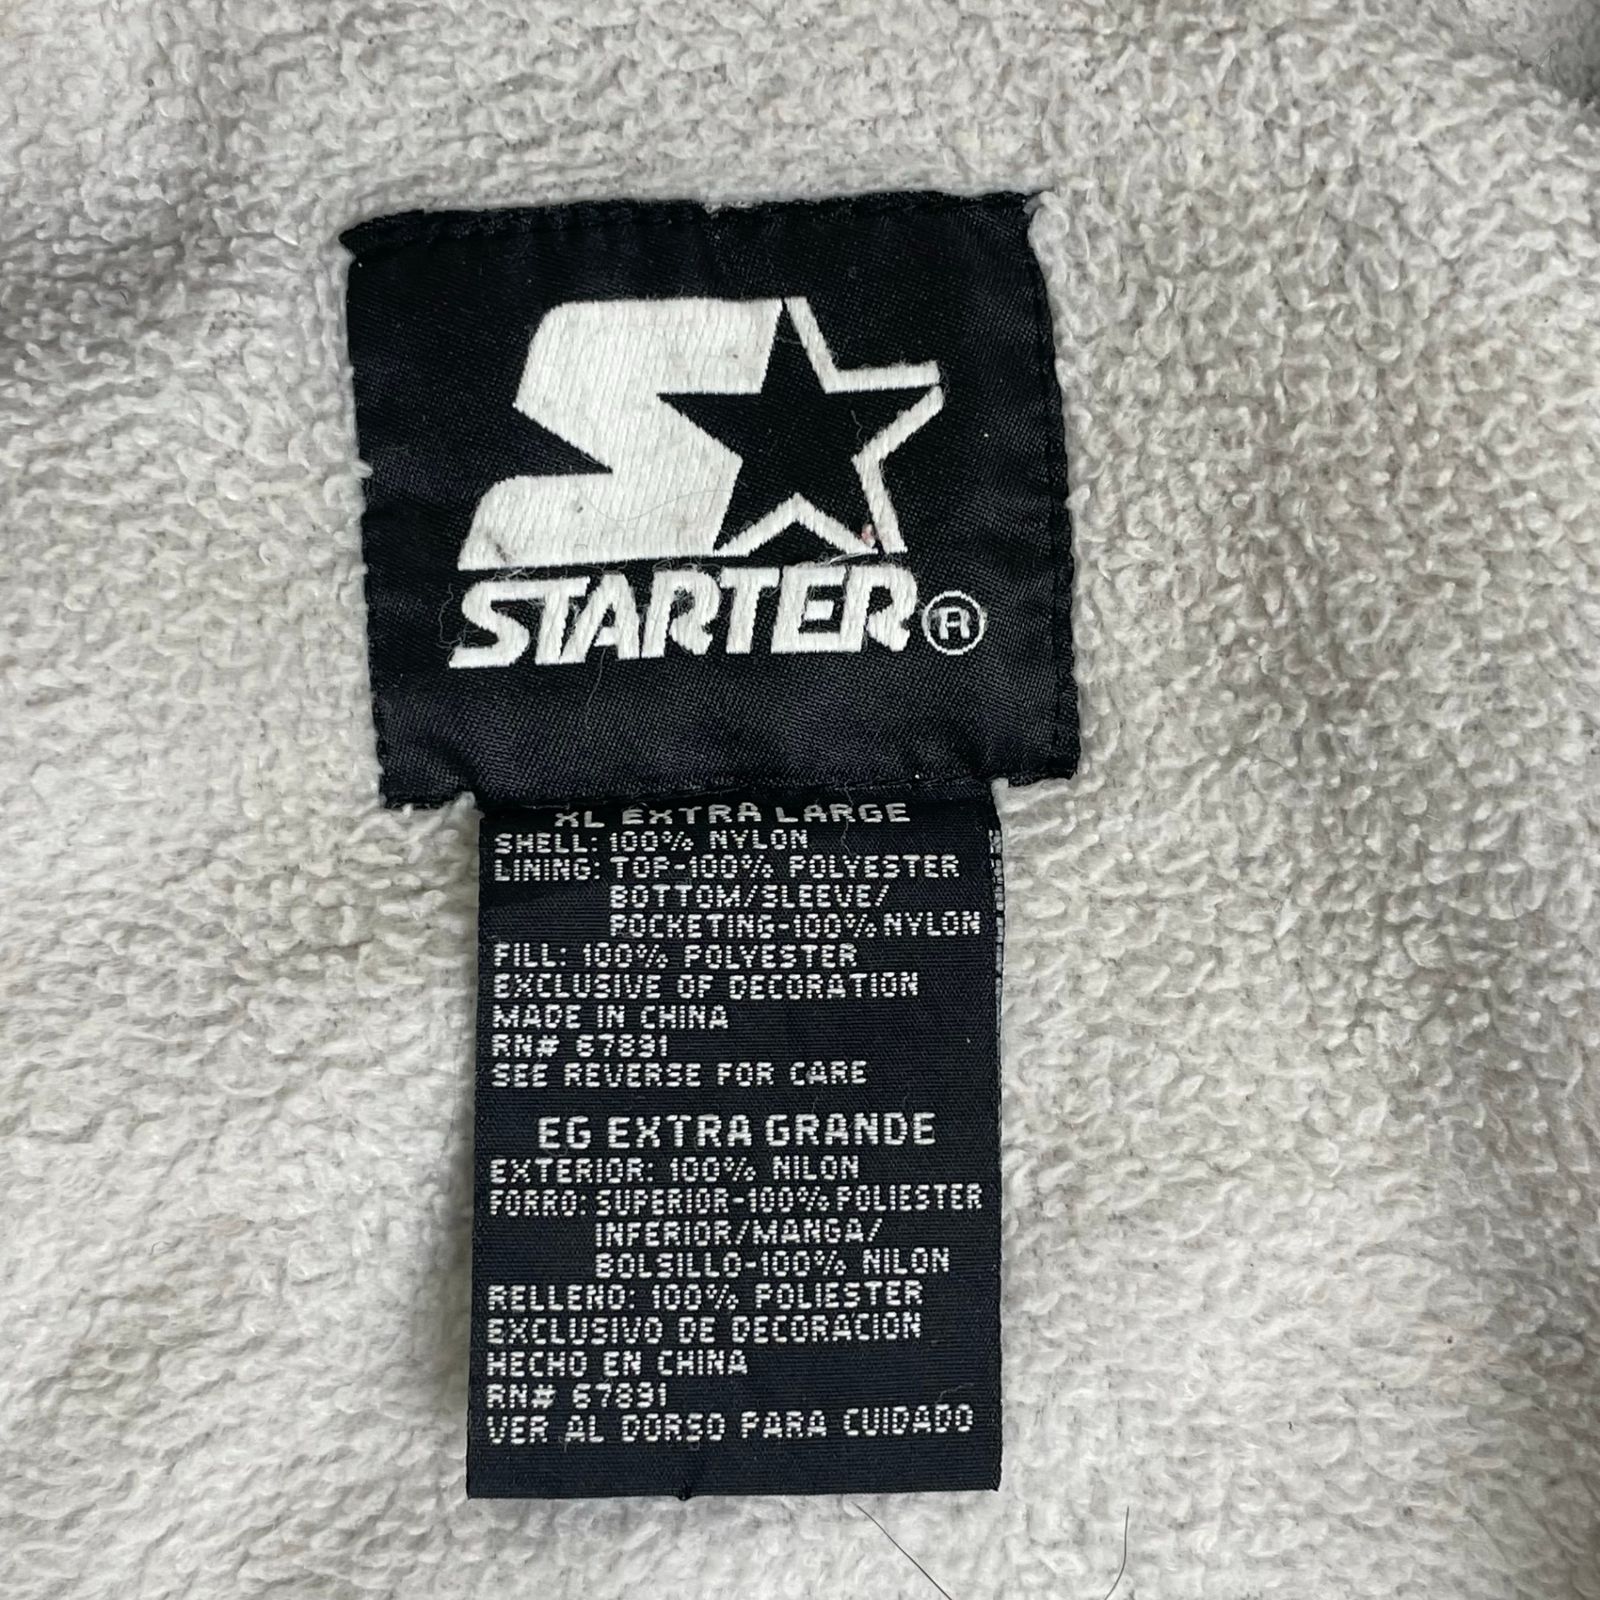 STARTER®
XL EXTRA LARGE
SHELL: 100% NYLON
LINING: TOP-100% POLYESTER
BOTTOM/SLEEVE/
POCKETING-100% NYLON
FILL: 100% POLYESTER
EXCLUSIVE OF DECORATION
MADE IN CHINA
RN# 67891
SEE REVERSE FOR CARE
EG EXTRA GRANDE
EXTERIOR: 100% NILON
FORRO: SUPERIOR-100% POLIESTER
INFERIOR/MANGA/
BOLSILLO-100% NILON
RELLENO: 100% POLIESTER
EXCLUSIVO DE DECORACION
HECHO EN CHINA
RN# 67891
VER AL DORSO PARA CUIDADO